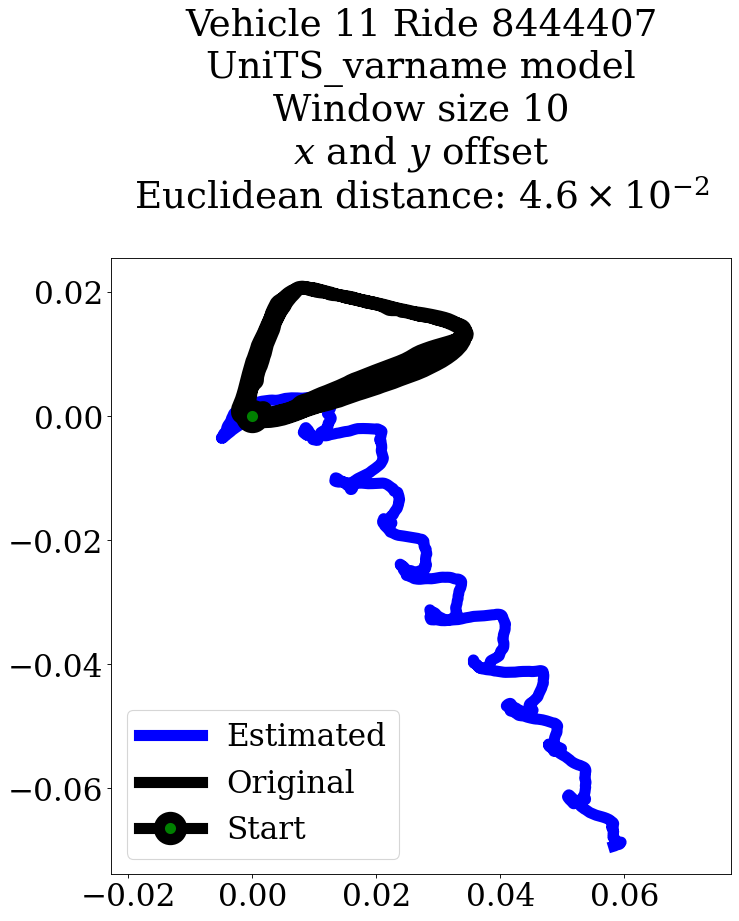 Vehicle 11 Ride 8444407
UniTS_varname model
Window size 10
x and y offset
Euclidean distance: 4.6 × 10⁻²
0.02
0.00
−0.02
−0.04
−0.06
Estimated
Original
Start
−0.02 0.00 0.02 0.04 0.06